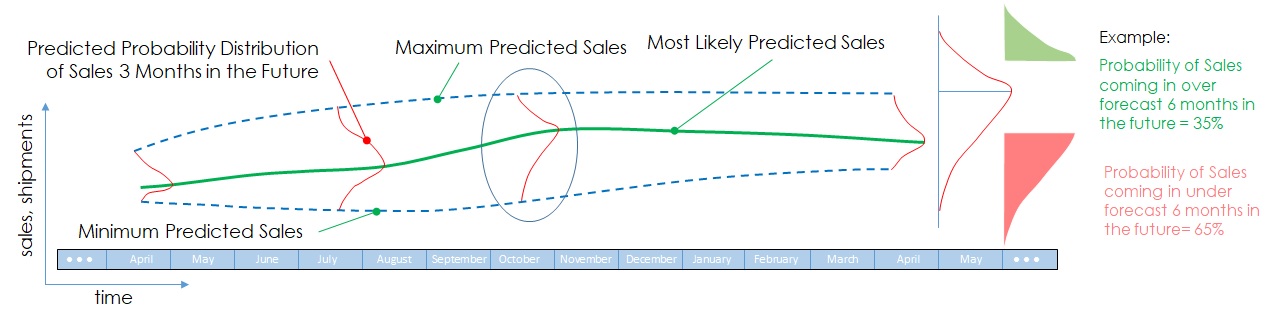 Predicted Probability Distribution
of Sales 3 Months in the Future
Maximum Predicted Sales
Most Likely Predicted Sales
Example:
Probability of Sales
coming in over
forecast 6 months in
the future = 35%
Probability of Sales
coming in under
forecast 6 months in
the future= 65%
sales, shipments
Minimum Predicted Sales
••• April May June July August September October November December January February March April May •••
time